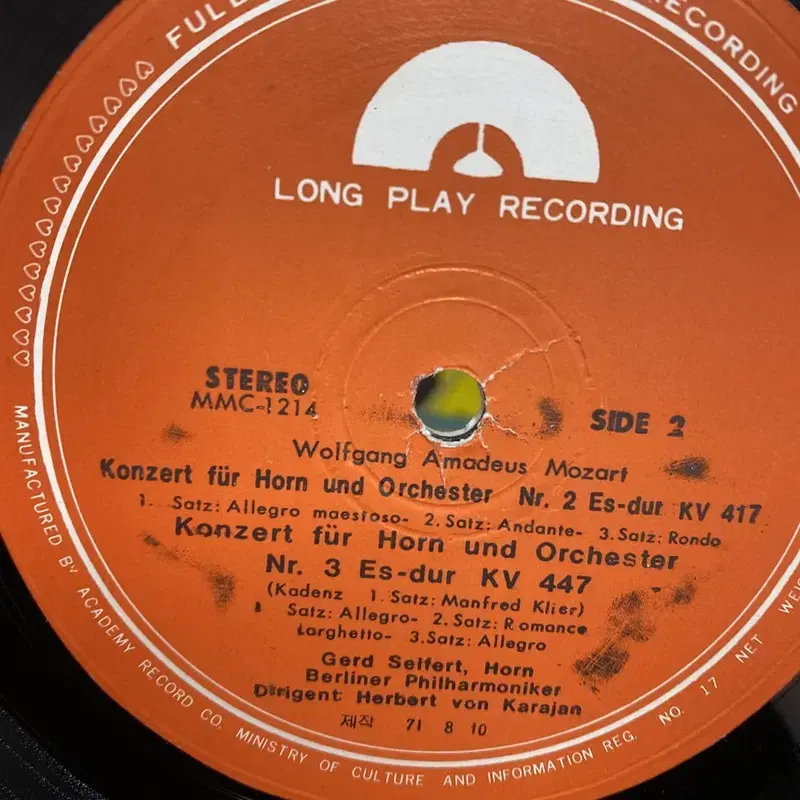 FULL
RECORDING
LONG PLAY RECORDING
STEREO
MMC-1214
SIDE 2
Wolfgang Amadeus Mozart
Konzert für Horn und Orchester Nr. 2 Es-dur KV 417
1. Satz: Allegro maestoso- 2. Satz: Andante- 3. Satz: Rondo
Konzert für Horn und Orchester
Nr. 3 Es-dur KV 447
(Kadenz 1. Satz: Manfred Klier)
Satz: Allegro- 2. Satz: Romance
Larghetto- 3. Satz: Allegro
Gerd Seifert, Horn
Berliner Philharmoniker
Dirigent: Herbert von Karajan
제작 71 8 10
MANUFACTURED BY ACADEMY RECORD CO. MINISTRY OF CULTURE AND INFORMATION REG. NO. 17 NET